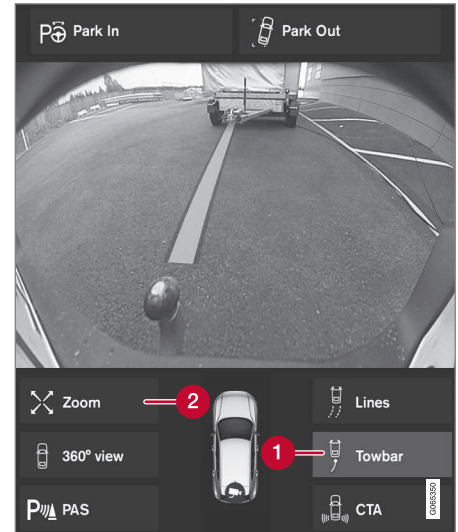 Park In
Park Out
Zoom
2
Lines
360° view
1
Towbar
PAS
CTA
G065350